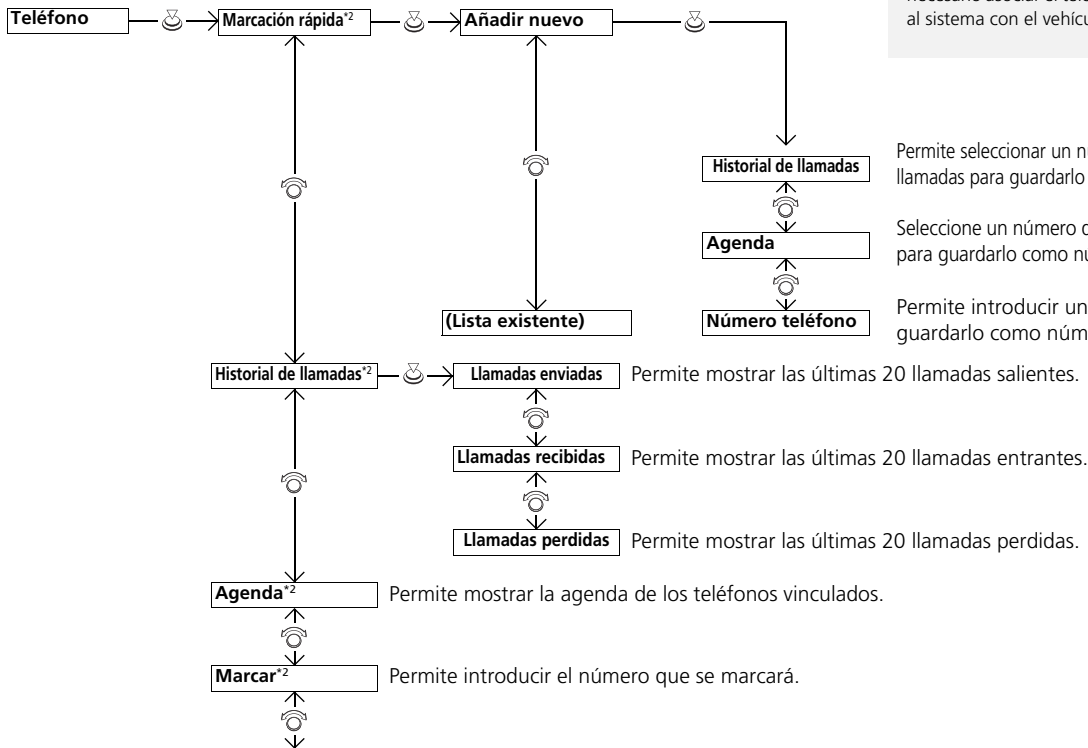 necesario asociar el
al sistema con el
Teléfono
Marcación rápida*2
Añadir nuevo
Historial de llamadas
Permite seleccionar un
llamadas para guardarlo
Agenda
Seleccione un número
para guardarlo como
Número teléfono
Permite introducir un
guardarlo como
(Lista existente)
Historial de llamadas*2
Llamadas enviadas
Permite mostrar las últimas 20 llamadas salientes.
Llamadas recibidas
Permite mostrar las últimas 20 llamadas entrantes.
Llamadas perdidas
Permite mostrar las últimas 20 llamadas perdidas.
Agenda*2
Permite mostrar la agenda de los teléfonos vinculados.
Marcar*2
Permite introducir el número que se marcará.